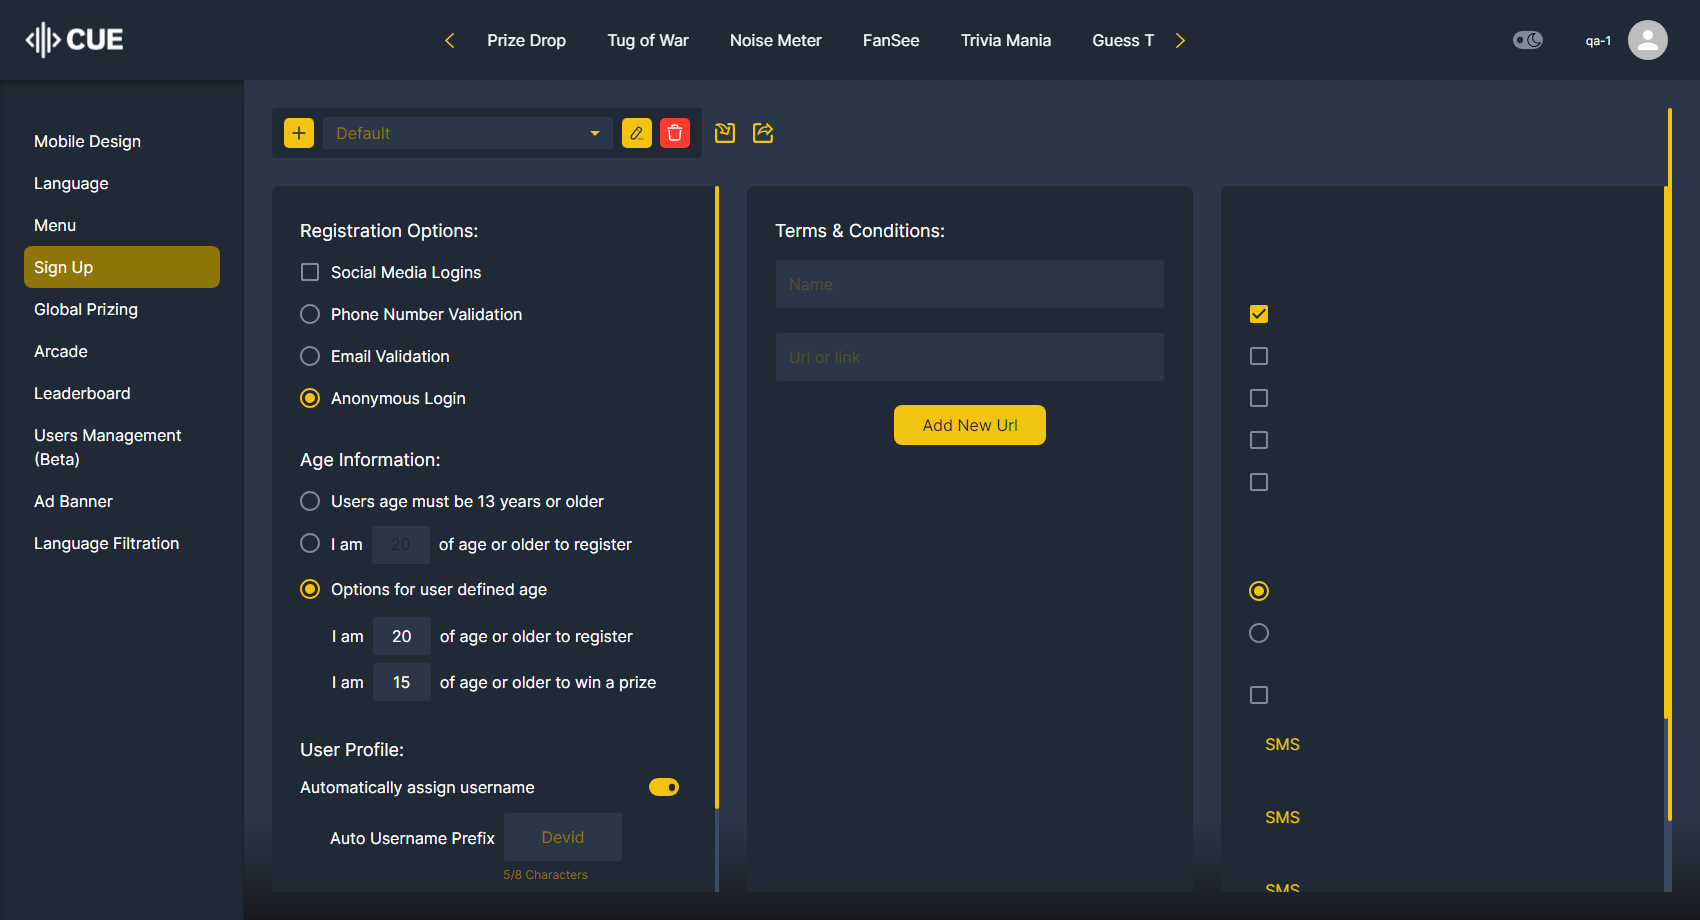 CUE
Prize Drop
Tug of War
Noise Meter
FanSee
Trivia Mania
Guess T
qa-1
Mobile Design
Language
Menu
Sign Up
Global Prizing
Arcade
Leaderboard
Users Management
(Beta)
Ad Banner
Language Filtration
Default
Registration Options:
Social Media Logins
Phone Number Validation
Email Validation
Anonymous Login
Age Information:
Users age must be 13 years or older
I am 20 of age or older to register
Options for user defined age
I am 20 of age or older to register
I am 15 of age or older to win a prize
User Profile:
Automatically assign username
Auto Username Prefix Devid
5/8 Characters
Terms & Conditions:
Name
Url or link
Add New Url
SMS
SMS
SMS